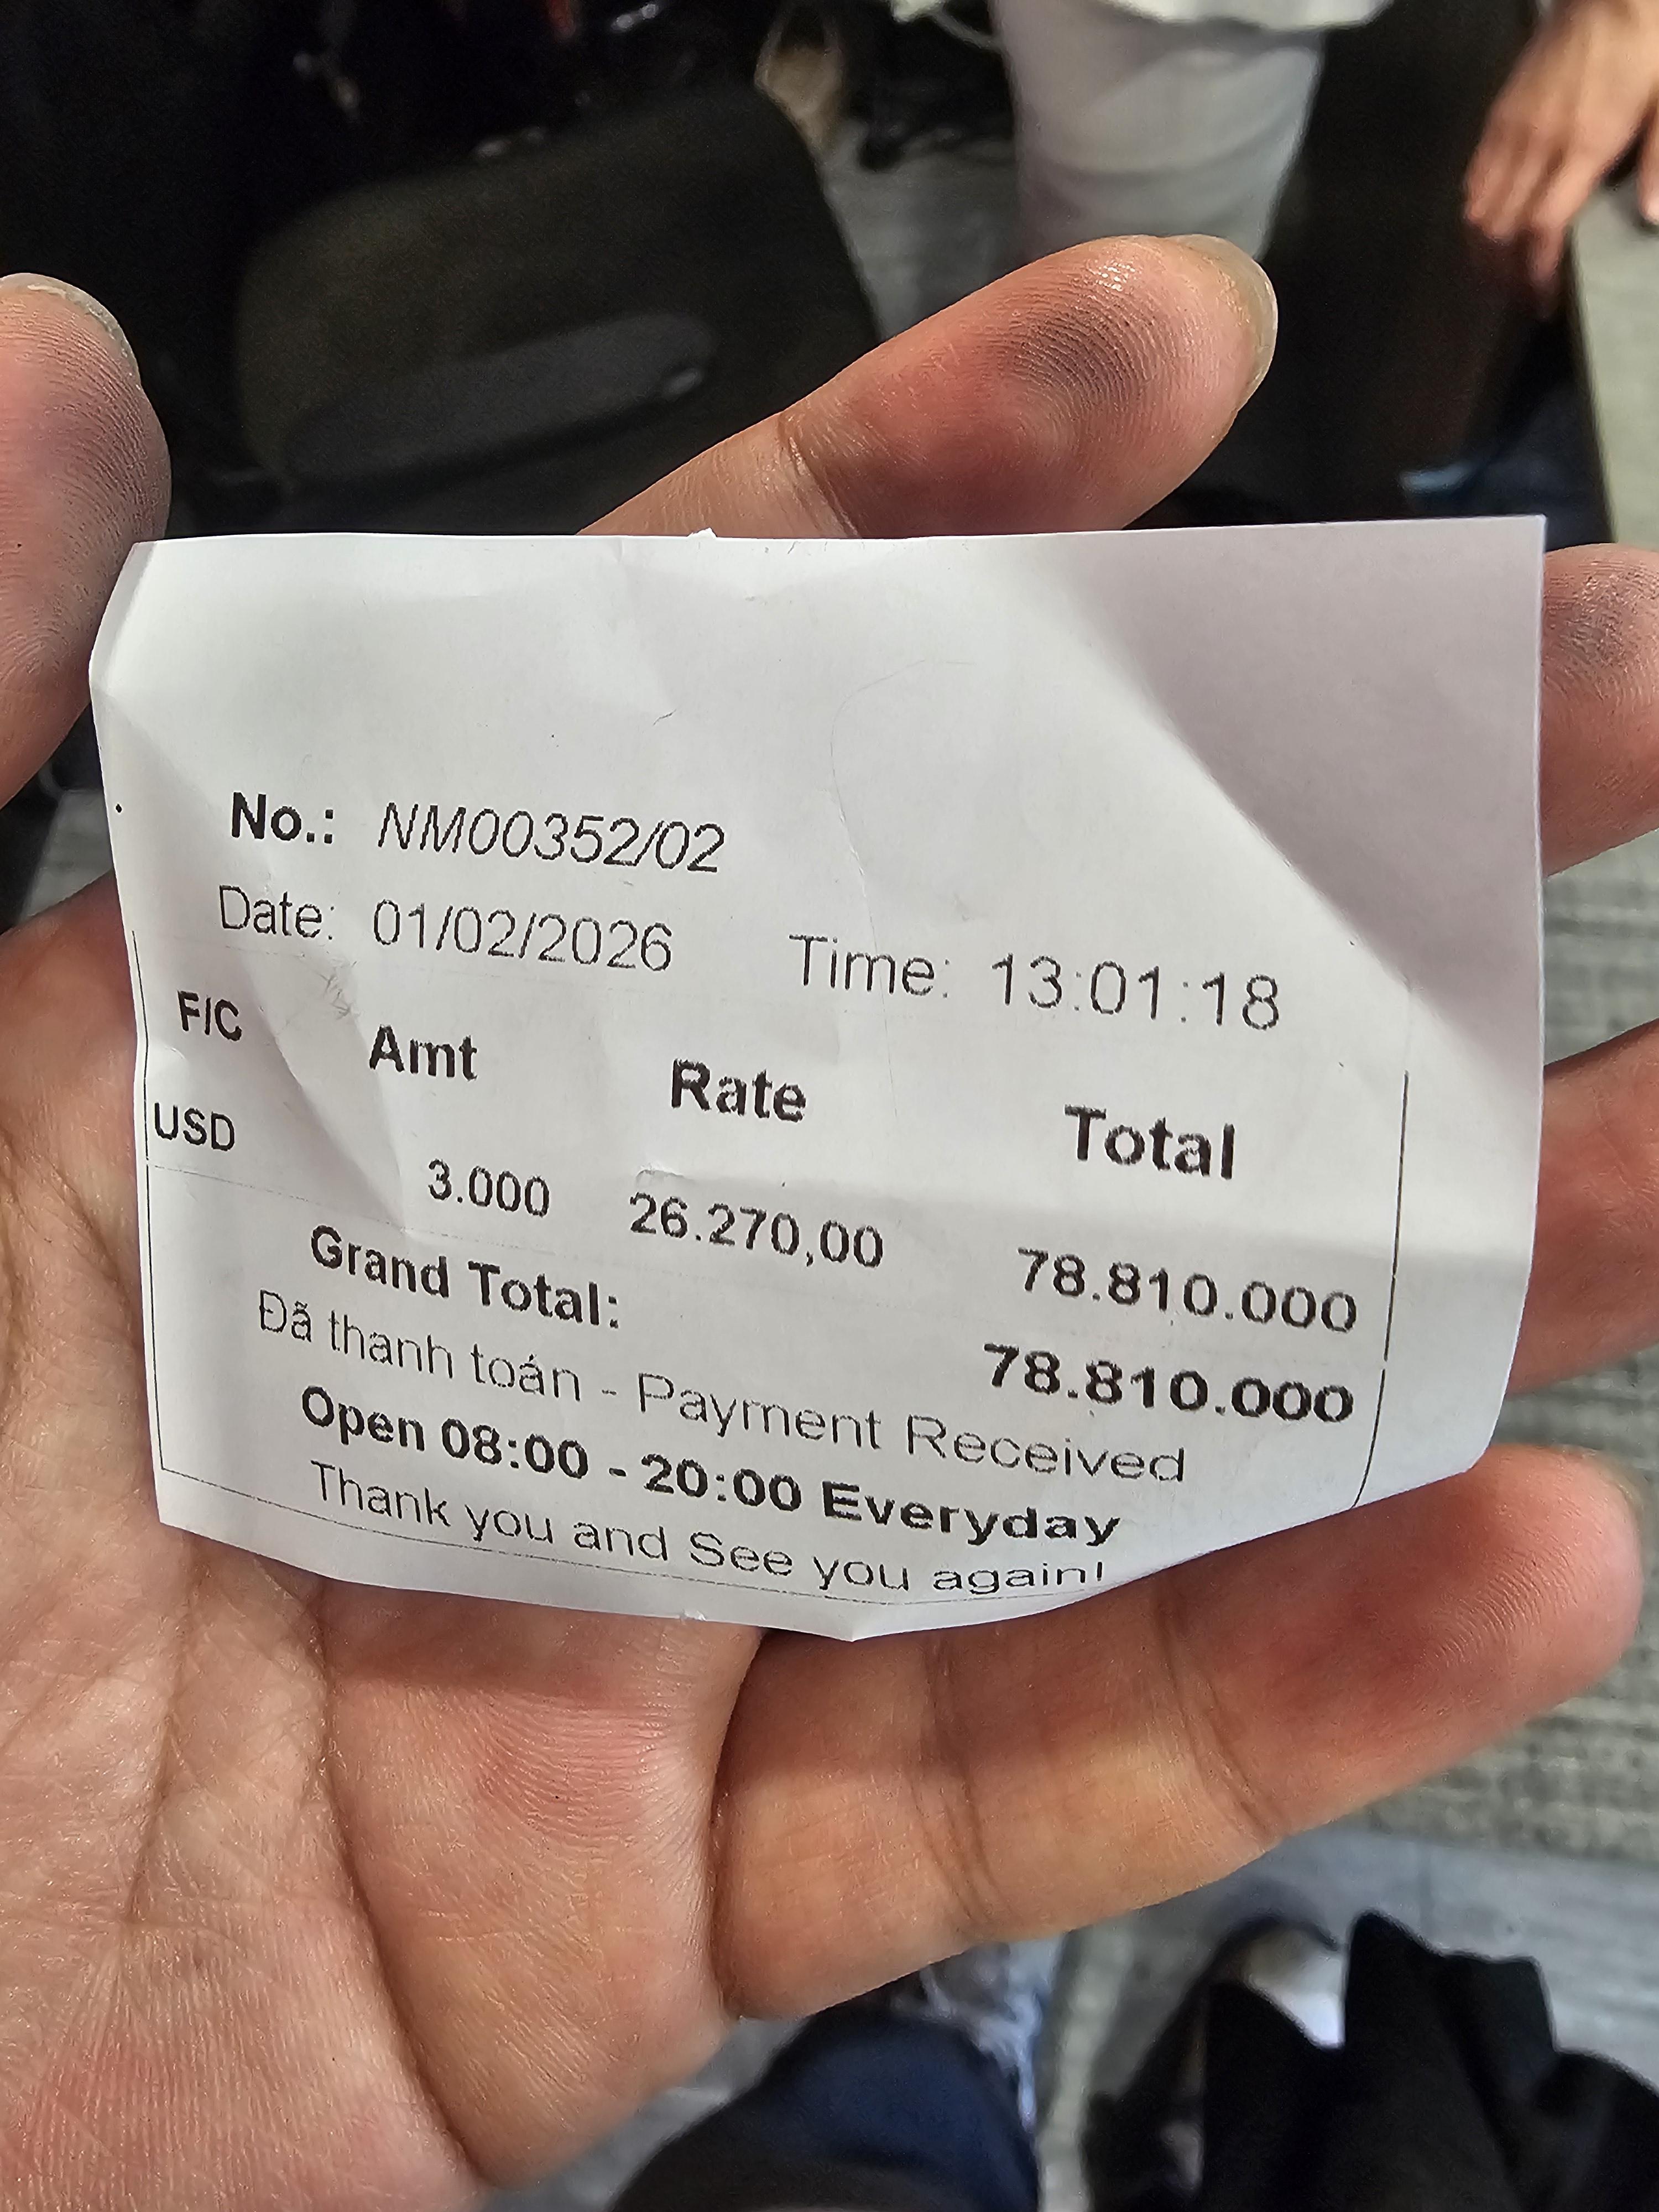 No.: NM00352/02
Date: 01/02/2026 Time: 13:01:18
F/C Amt Rate Total
USD 3.000 26.270,00 78.810.000
Grand Total: 78.810.000
Đã thanh toán - Payment Received
Open 08:00 - 20:00 Everyday
Thank you and See you again!